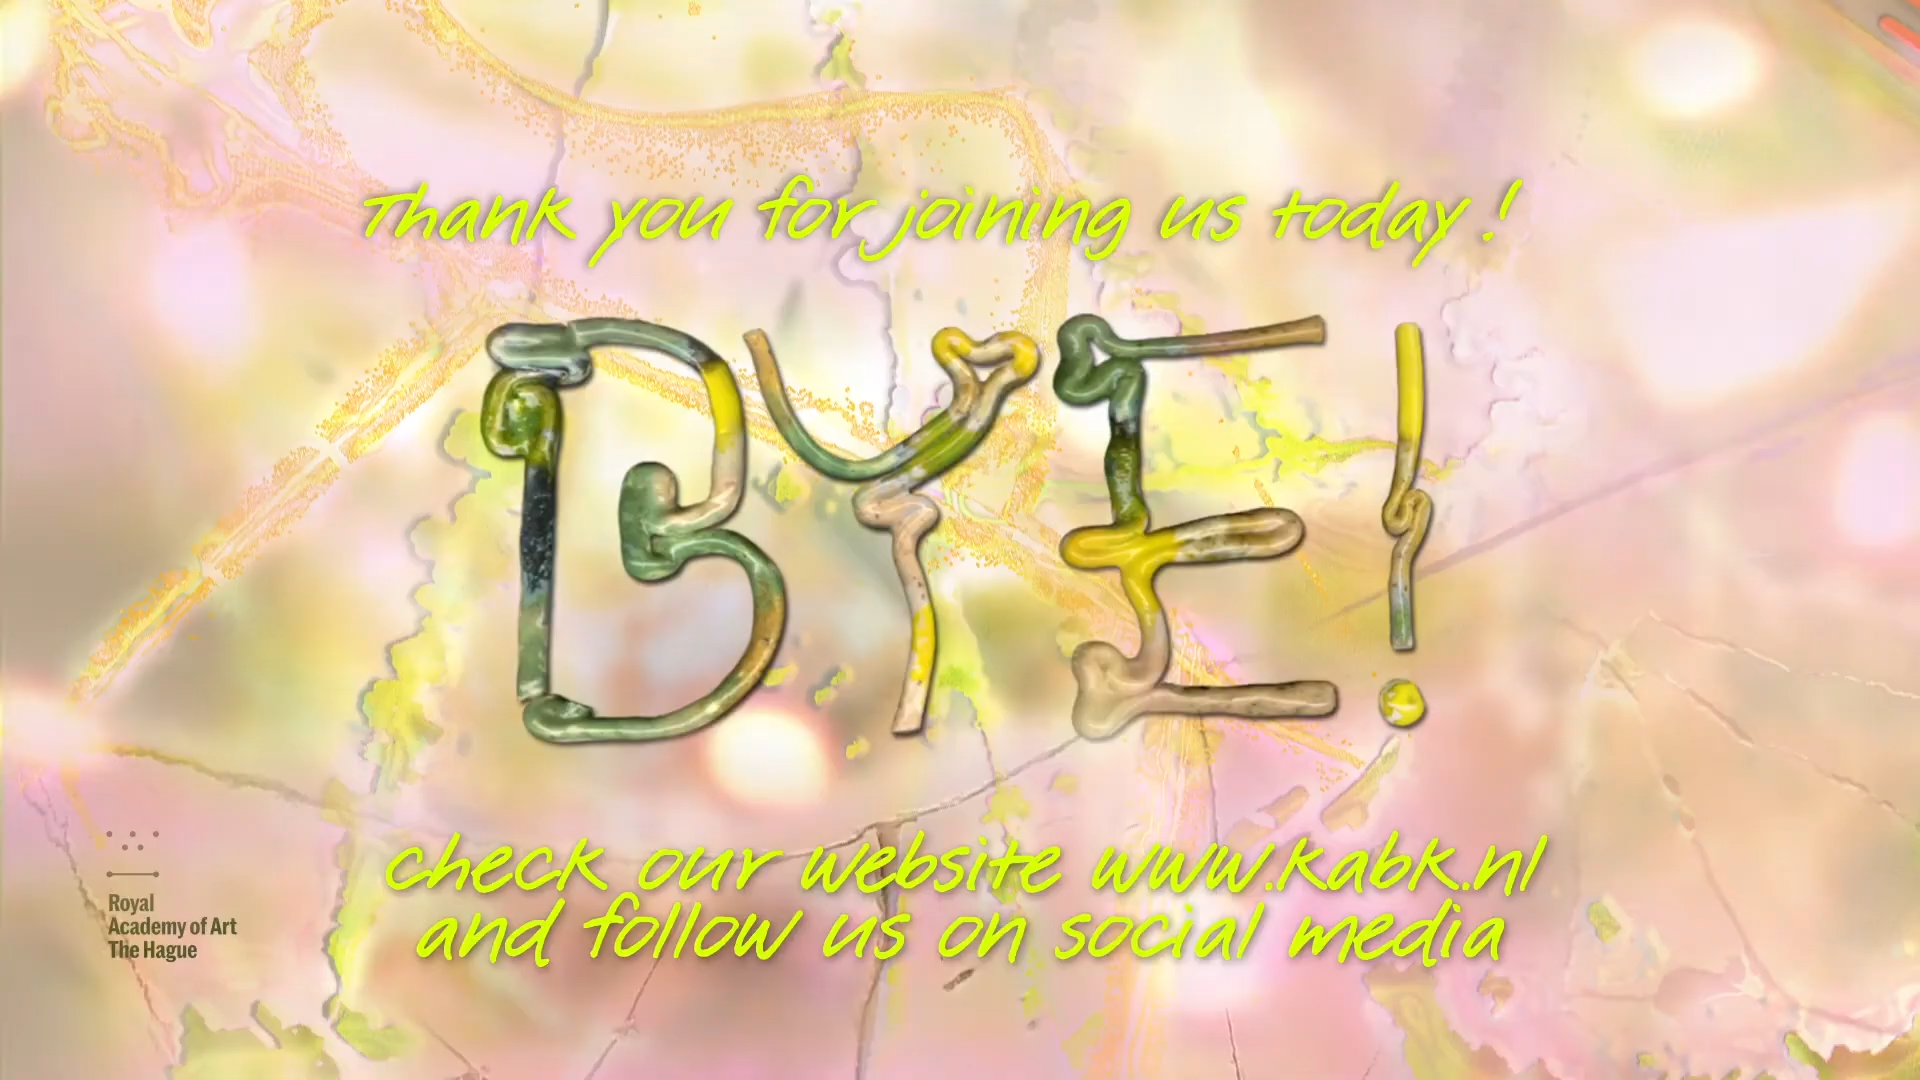 Thank you for joining us today!
BYE!
check our website www.kabk.nl
and follow us on social media
Royal
Academy of Art
The Hague